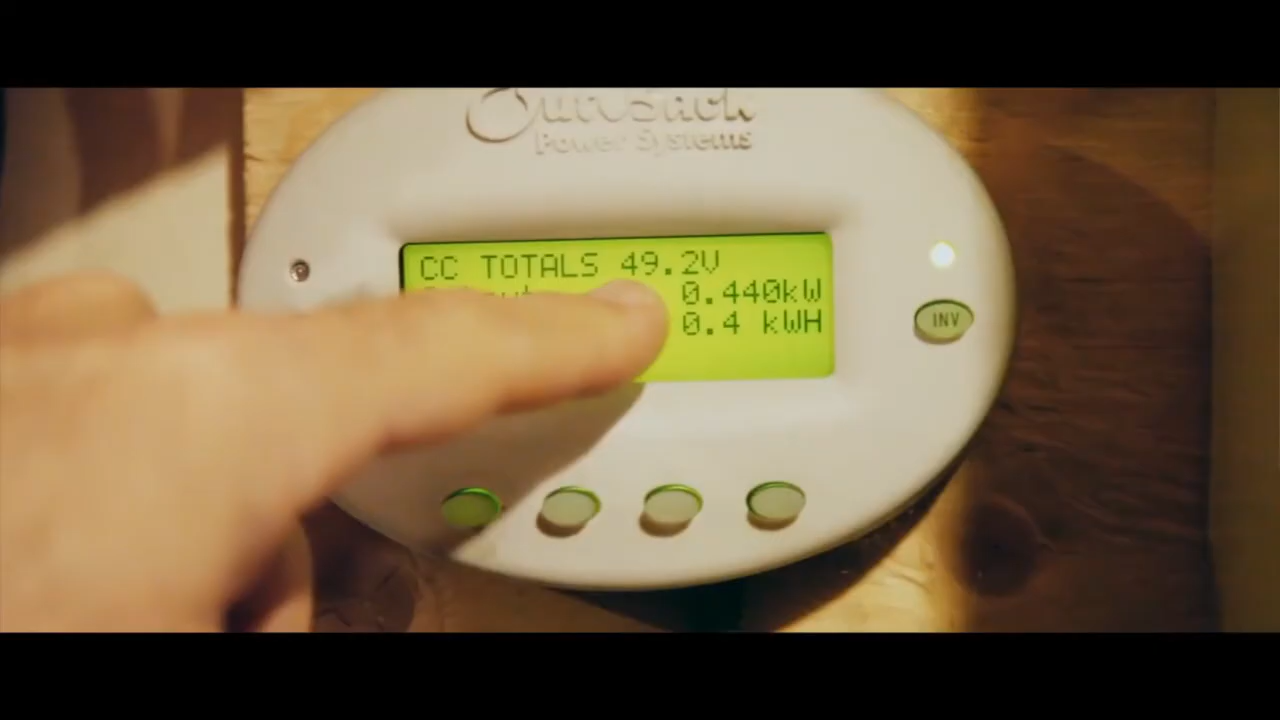 OutBack
Power Systems
CC TOTALS 49.2V
0.440kW
0.4 kWH
INV